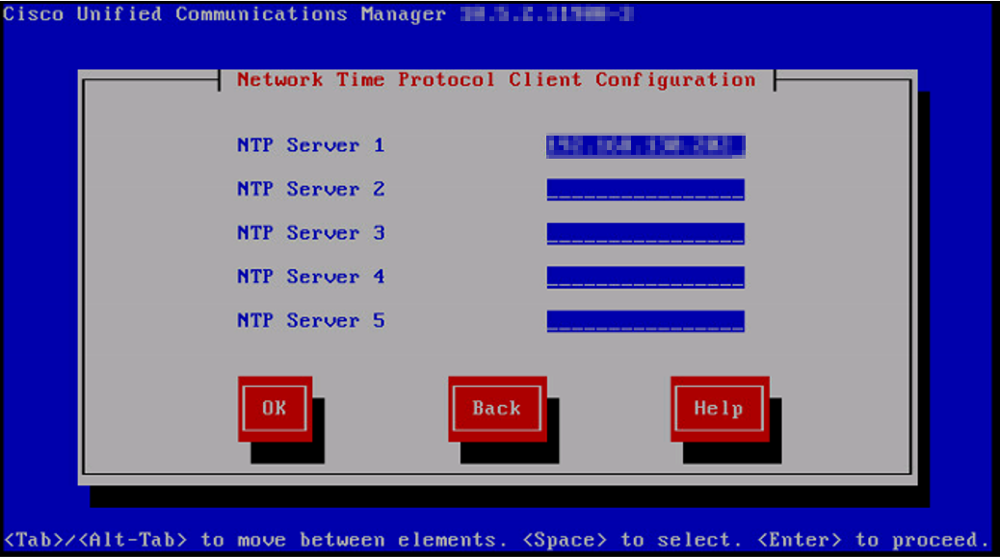 Cisco Unified Communications Manager
Network Time Protocol Client Configuration
NTP Server 1
NTP Server 2
NTP Server 3
NTP Server 4
NTP Server 5
OK Back Help
<Tab>/<Alt-Tab> to move between elements. <Space> to select. <Enter> to proceed.